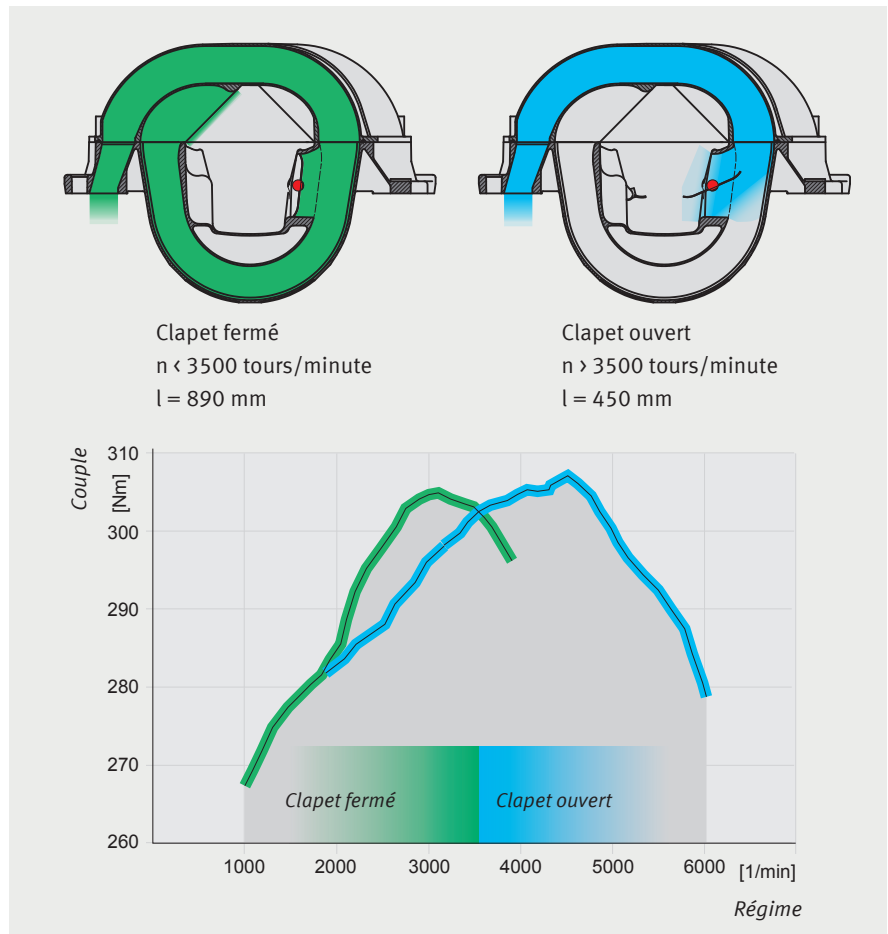 Clapet fermé
n < 3500 tours/minute
l = 890 mm
Clapet ouvert
n > 3500 tours/minute
l = 450 mm
Couple
[Nm]
310
300
290
280
270
260
Clapet fermé
Clapet ouvert
1000 2000 3000 4000 5000 6000 [1/min]
Régime